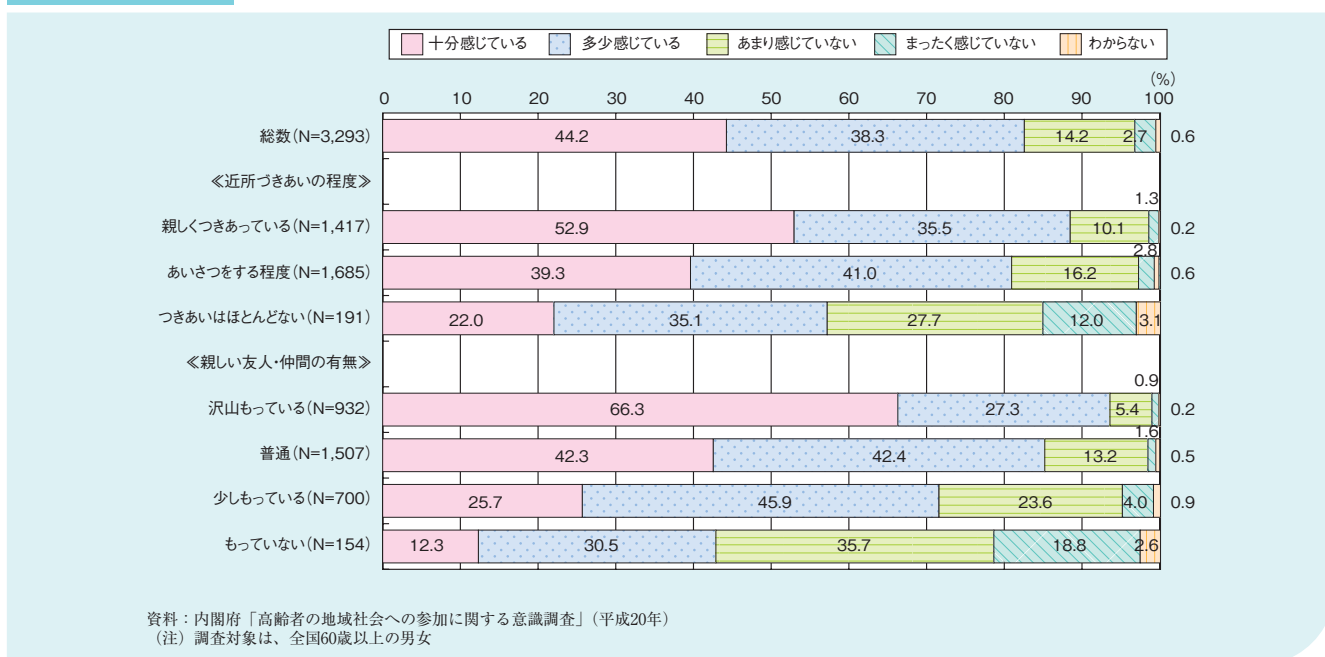 十分感じている 多少感じている あまり感じていない まったく感じていない わからない
(%)
0 10 20 30 40 50 60 70 80 90 100
総数(N=3,293) 44.2 38.3 14.2 2.7 0.6
≪近所づきあいの程度≫
1.3
親しくつきあっている(N=1,417) 52.9 35.5 10.1 0.2
2.8
あいさつをする程度(N=1,685) 39.3 41.0 16.2 0.6
つきあいはほとんどない(N=191) 22.0 35.1 27.7 12.0 3.1
≪親しい友人・仲間の有無≫
0.9
沢山もっている(N=932) 66.3 27.3 5.4 0.2
1.6
普通(N=1,507) 42.3 42.4 13.2 0.5
少しもっている(N=700) 25.7 45.9 23.6 4.0 0.9
もっていない(N=154) 12.3 30.5 35.7 18.8 2.6
資料：内閣府「高齢者の地域社会への参加に関する意識調査」（平成20年）
（注）調査対象は、全国60歳以上の男女